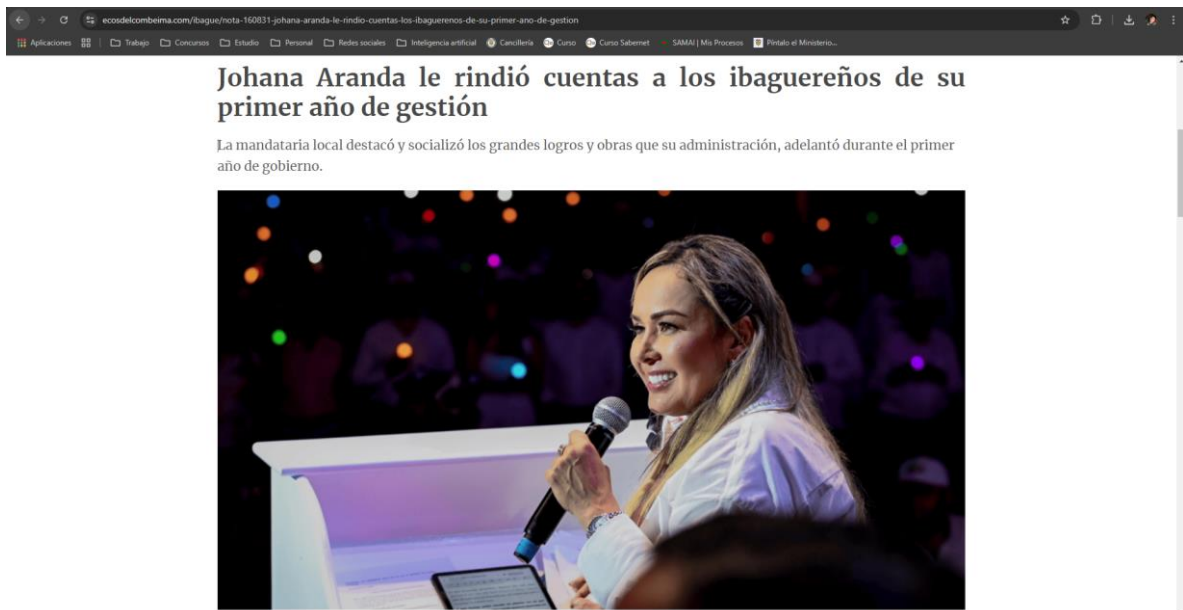 ecosdelcombeima.com/ibague/nota-160831-johana-aranda-le-rindio-cuentas-los-ibaguerenos-de-su-primer-ano-de-gestion
Aplicaciones Trabajo Concursos Estudio Personal Redes sociales Inteligencia artificial Cancillería Curso Curso Sabernet SAMAI | Mis Procesos Píntalo el Ministerio...
Johana Aranda le rindió cuentas a los ibaguereños de su
primer año de gestión
La mandataria local destacó y socializó los grandes logros y obras que su administración, adelantó durante el primer
año de gobierno.